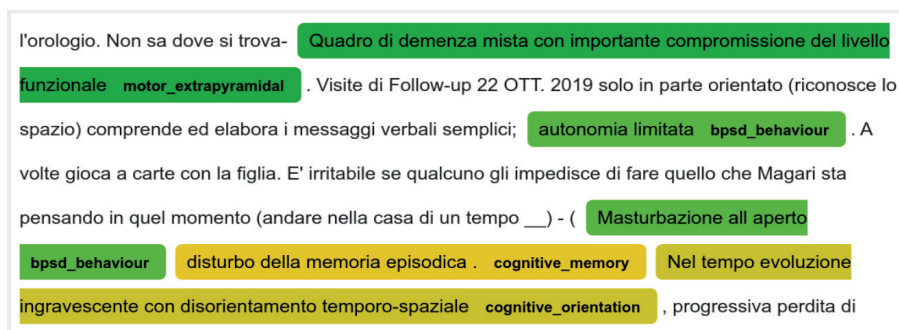 l'orologio. Non sa dove si trova- Quadro di demenza mista con importante compromissione del livello
funzionale motor_extrapyramidal . Visite di Follow-up 22 OTT. 2019 solo in parte orientato (riconosce lo
spazio) comprende ed elabora i messaggi verbali semplici; autonomia limitata bpsd_behaviour . A
volte gioca a carte con la figlia. E' irritabile se qualcuno gli impedisce di fare quello che Magari sta
pensando in quel momento (andare nella casa di un tempo __) - ( Masturbazione all aperto
bpsd_behaviour disturbo della memoria episodica . cognitive_memory Nel tempo evoluzione
ingravescente con disorientamento temporo-spaziale cognitive_orientation , progressiva perdita di